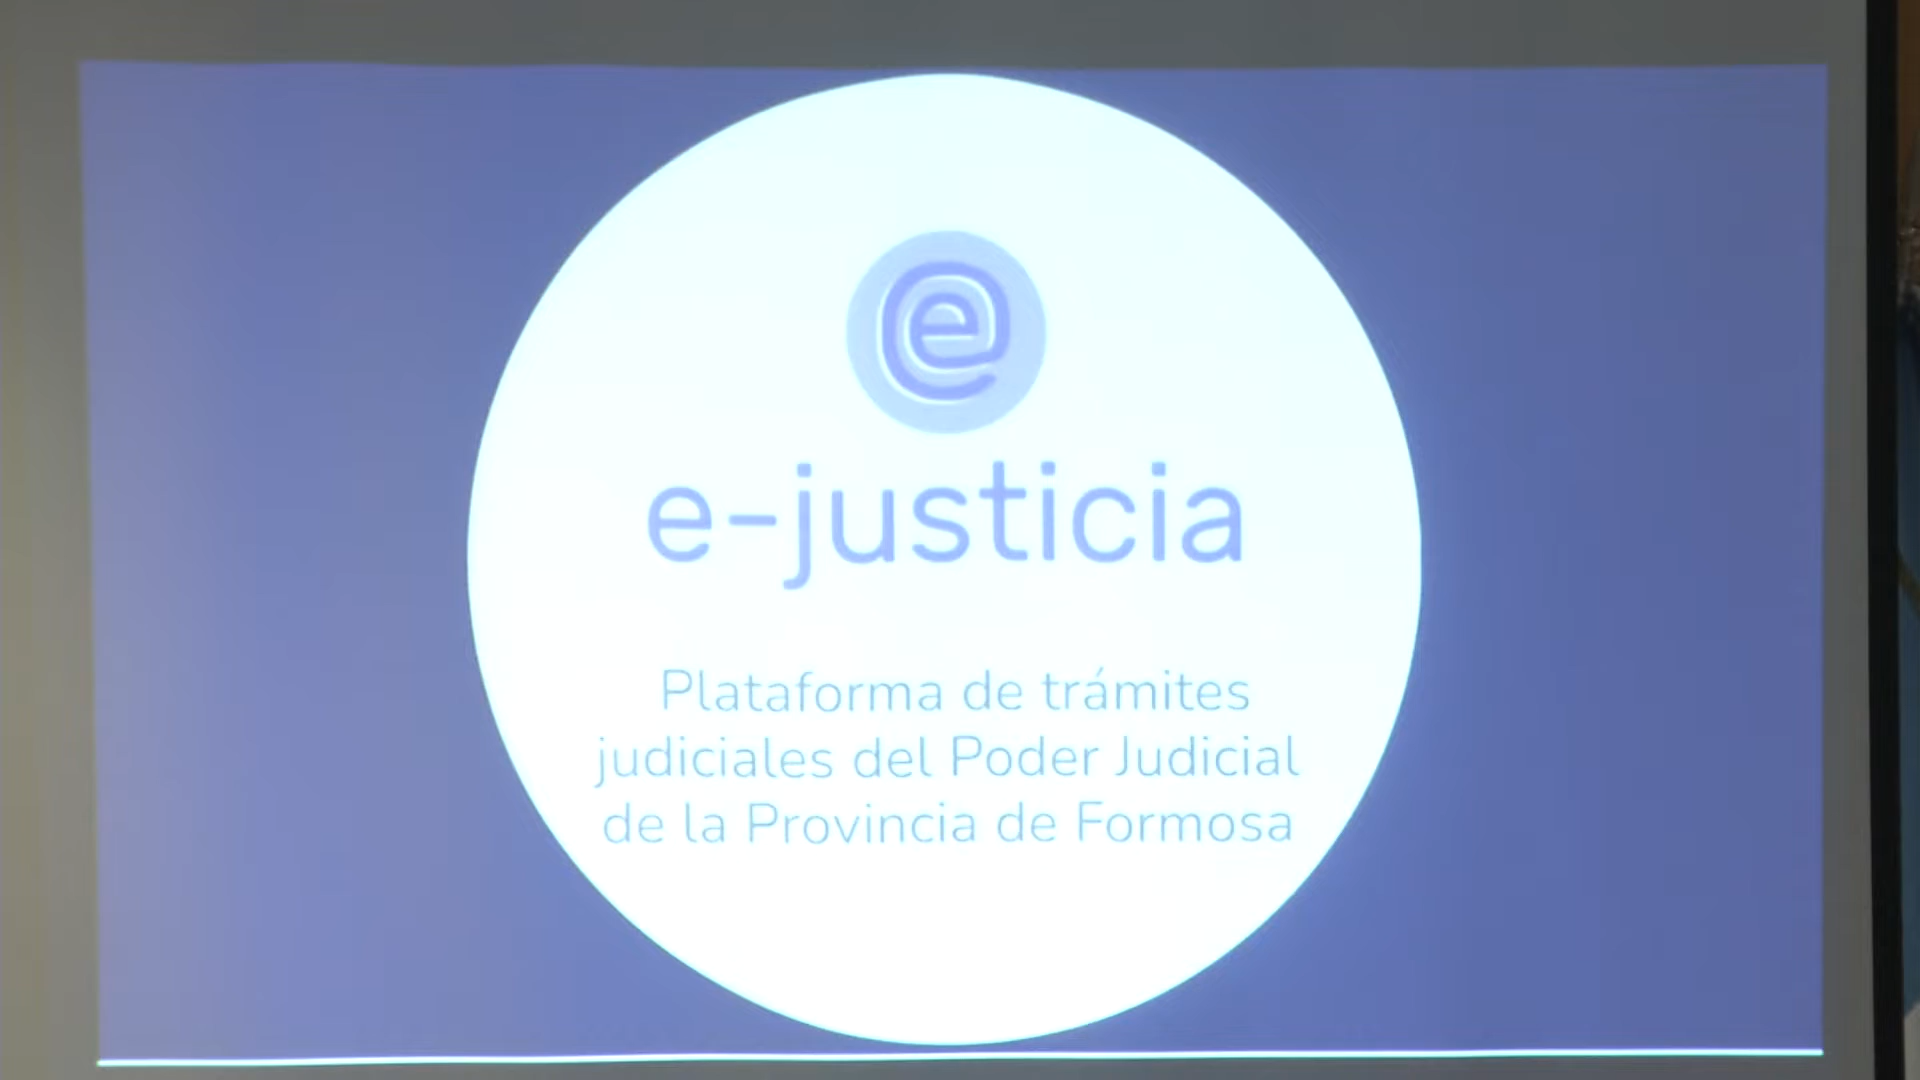 e
e-justicia
Plataforma de trámites
judiciales del Poder Judicial
de la Provincia de Formosa